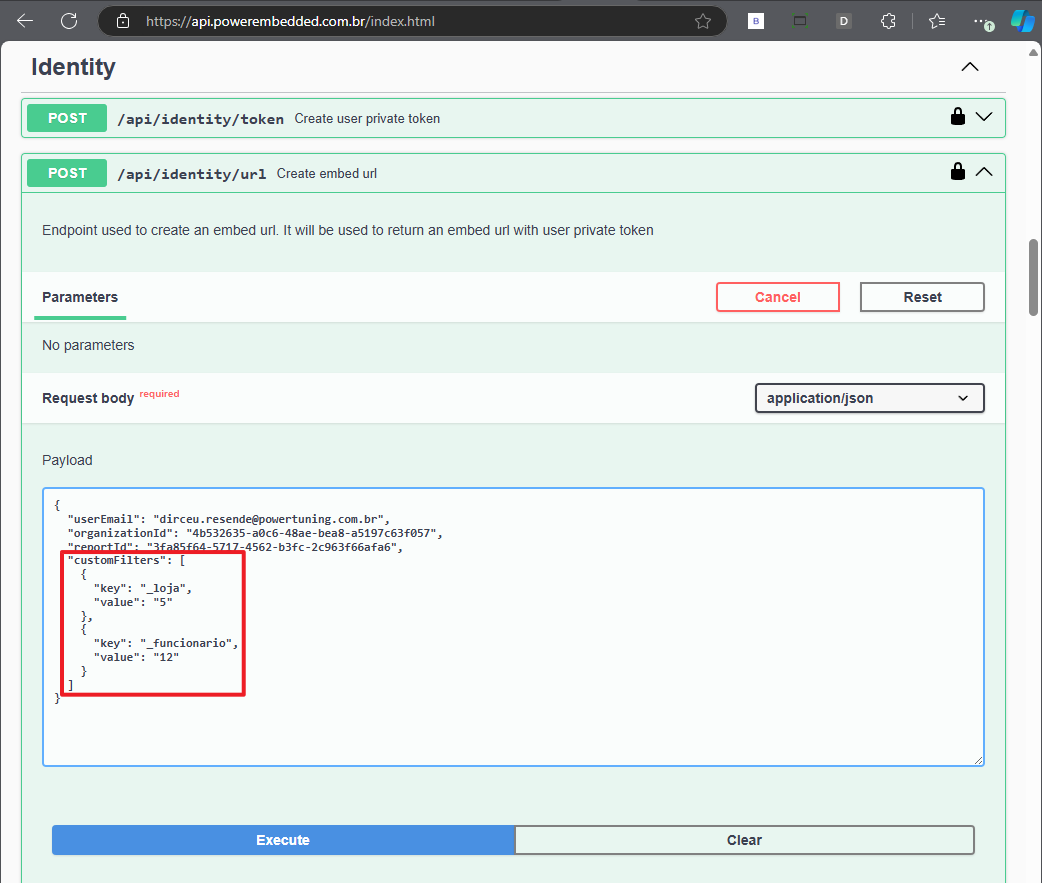 https://api.powerembedded.com.br/index.html
B
D
Identity
POST /api/identity/token Create user private token
POST /api/identity/url Create embed url
Endpoint used to create an embed url. It will be used to return an embed url with user private token
Parameters
Cancel
Reset
No parameters
Request body required
application/json
Payload
{
"userEmail": "dirceu.resende@powertuning.com.br",
"organizationId": "4b532635-a0c6-48ae-bea8-a5197c63f057",
"reportId": "3fa85f64-5717-4562-b3fc-2c963f66afa6",
"customFilters": [
{
"key": "_loja",
"value": "5"
},
{
"key": "_funcionario",
"value": "12"
}
]
}
Execute
Clear